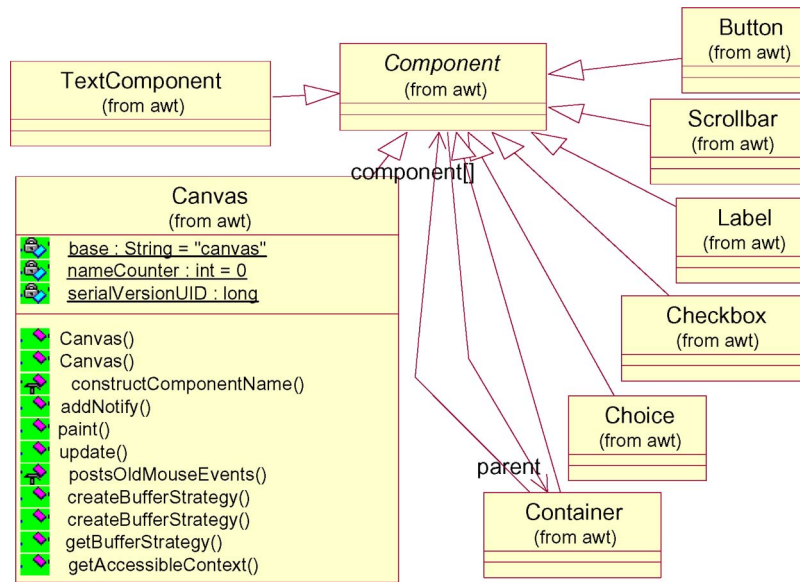 Button
(from awt)
Component
(from awt)
TextComponent
(from awt)
Scrollbar
(from awt)
component[]
Canvas
(from awt)
Label
(from awt)
base : String = "canvas"
nameCounter : int = 0
serialVersionUID : long
Checkbox
(from awt)
Canvas()
Canvas()
constructComponentName()
addNotify()
paint()
update()
postsOldMouseEvents()
createBufferStrategy()
createBufferStrategy()
getBufferStrategy()
getAccessibleContext()
Choice
(from awt)
parent
Container
(from awt)